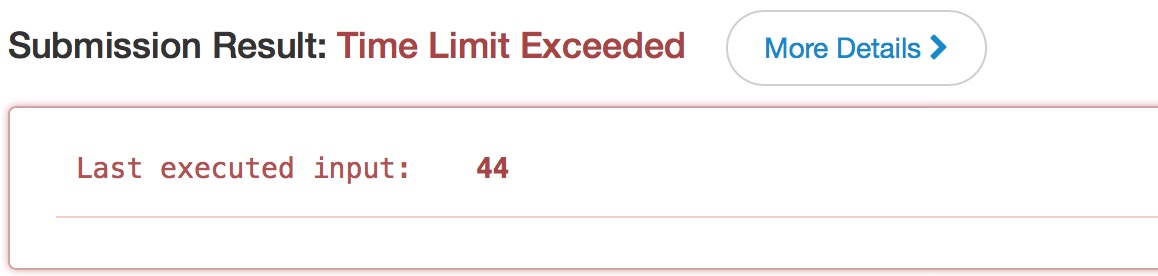 Submission Result: Time Limit Exceeded More Details
Last executed input: 44